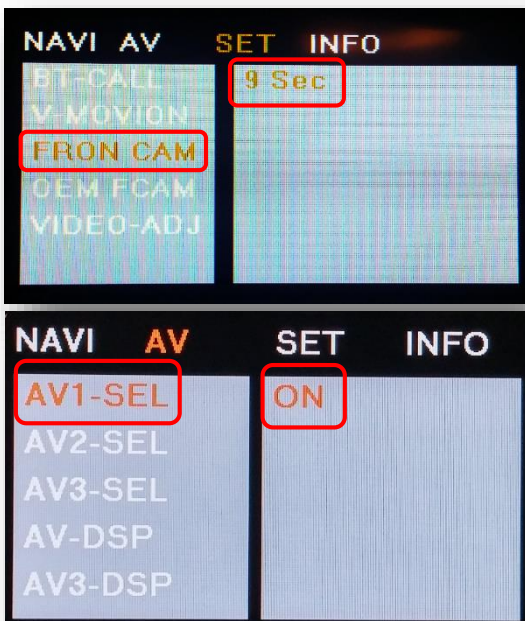 NAVI AV SET INFO
BT-CALL 9 Sec
V-MOVION
FRON CAM
OEM FCAM
VIDEO-ADJ
NAVI AV SET INFO
AV1-SEL ON
AV2-SEL
AV3-SEL
AV-DSP
AV3-DSP